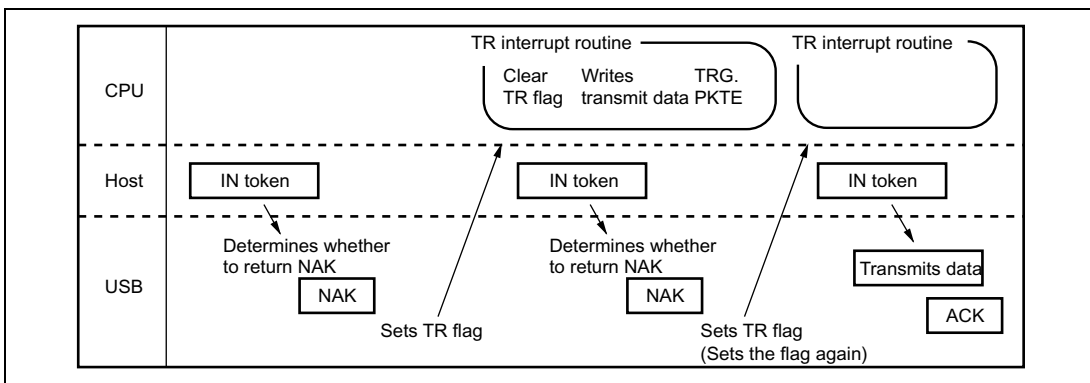 TR interrupt routine
TR interrupt routine
Clear Writes TRG.
TR flag transmit data PKTE
CPU
Host
IN token
IN token
IN token
Determines whether
to return NAK
Determines whether
to return NAK
Transmits data
USB
NAK
NAK
ACK
Sets TR flag
Sets TR flag
(Sets the flag again)